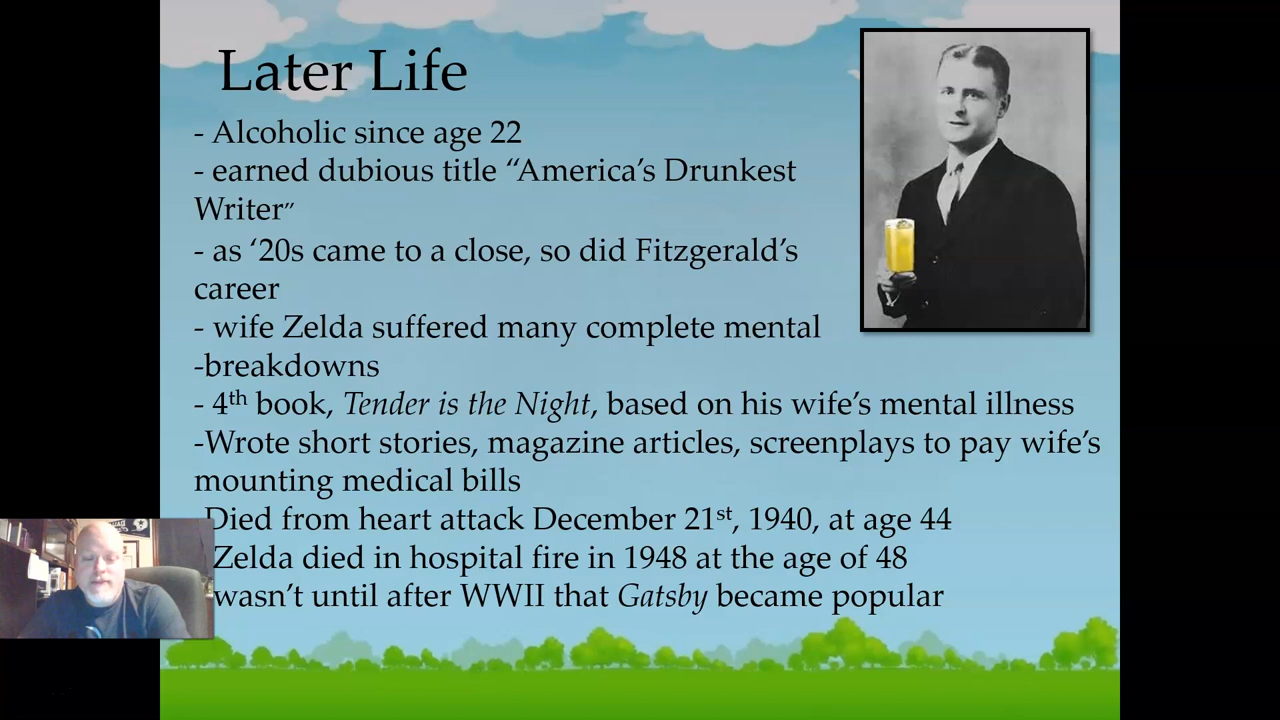 Later Life
- Alcoholic since age 22
- earned dubious title “America’s Drunkest
Writer”
- as ‘20s came to a close, so did Fitzgerald’s
career
- wife Zelda suffered many complete mental
-breakdowns
- 4th book, Tender is the Night, based on his wife’s mental illness
-Wrote short stories, magazine articles, screenplays to pay wife’s
mounting medical bills
Died from heart attack December 21st, 1940, at age 44
Zelda died in hospital fire in 1948 at the age of 48
wasn’t until after WWII that Gatsby became popular